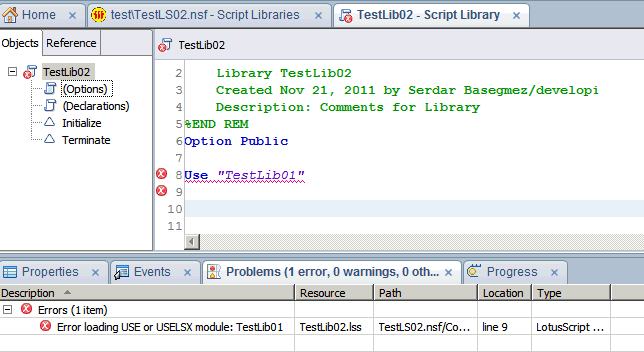 Home test\TestLS02.nsf - Script Libraries TestLib02 - Script Library
Objects Reference
TestLib02
TestLib02
(Options)
(Declarations)
Initialize
Terminate
2 Library TestLib02
3 Created Nov 21, 2011 by Serdar Basegmez/developi
4 Description: Comments for Library
5 %END REM
6 Option Public
7
8 Use "TestLib01"
9
10
11
Properties Events Problems (1 error, 0 warnings, 0 oth... Progress
Description Resource Path Location Type
Errors (1 item)
Error loading USE or USELSX module: TestLib01 TestLib02.lss TestLS02.nsf/Co... line 9 LotusScript ...